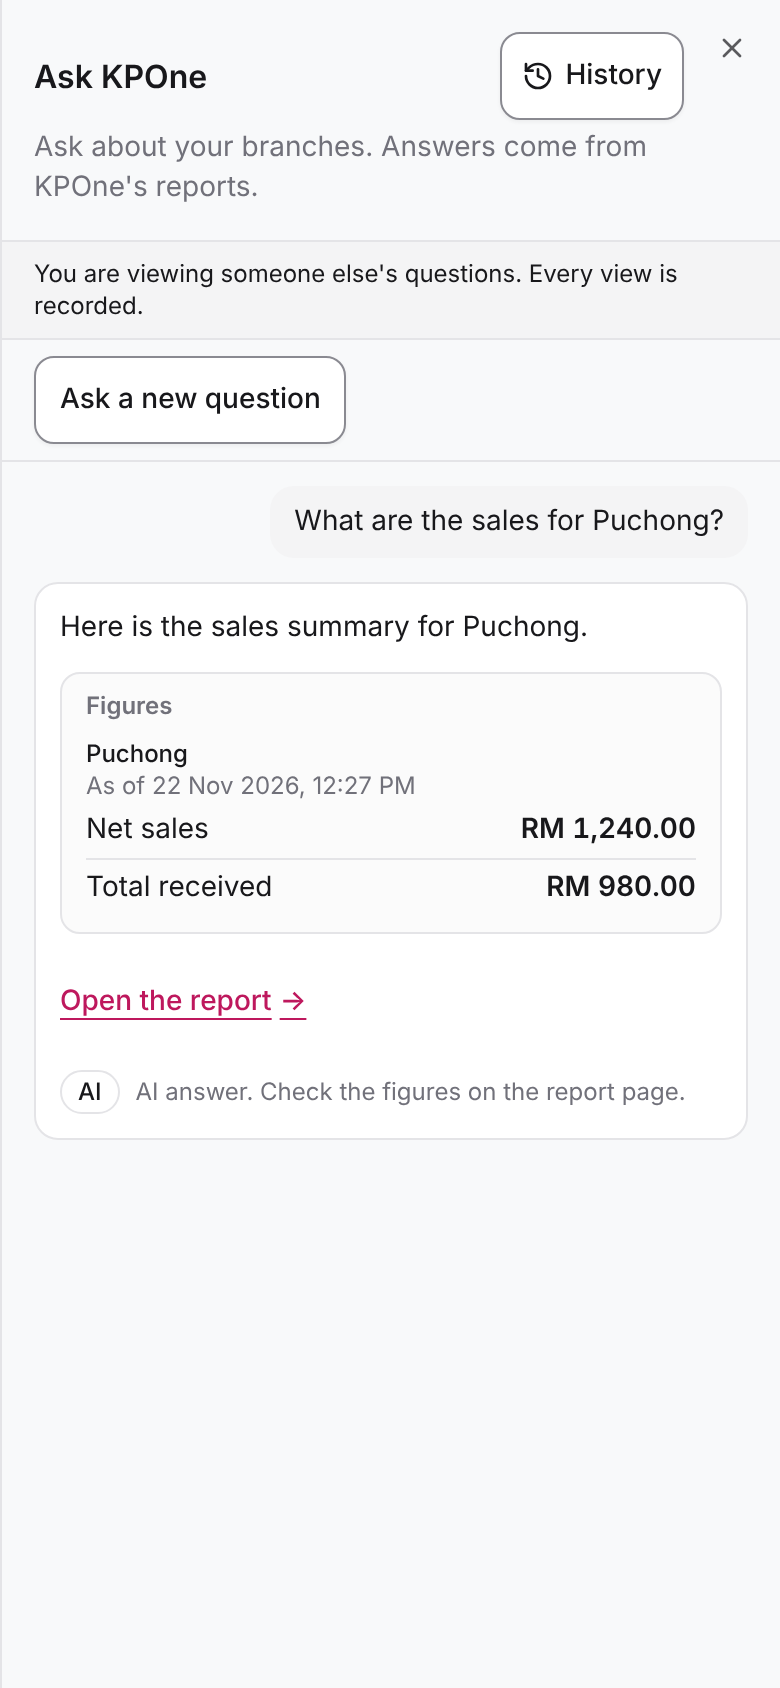 Ask KPOne
History
Ask about your branches. Answers come from
KPOne's reports.
You are viewing someone else's questions. Every view is
recorded.
Ask a new question
What are the sales for Puchong?
Here is the sales summary for Puchong.
Figures
Puchong
As of 22 Nov 2026, 12:27 PM
Net sales RM 1,240.00
Total received RM 980.00
Open the report →
AI AI answer. Check the figures on the report page.